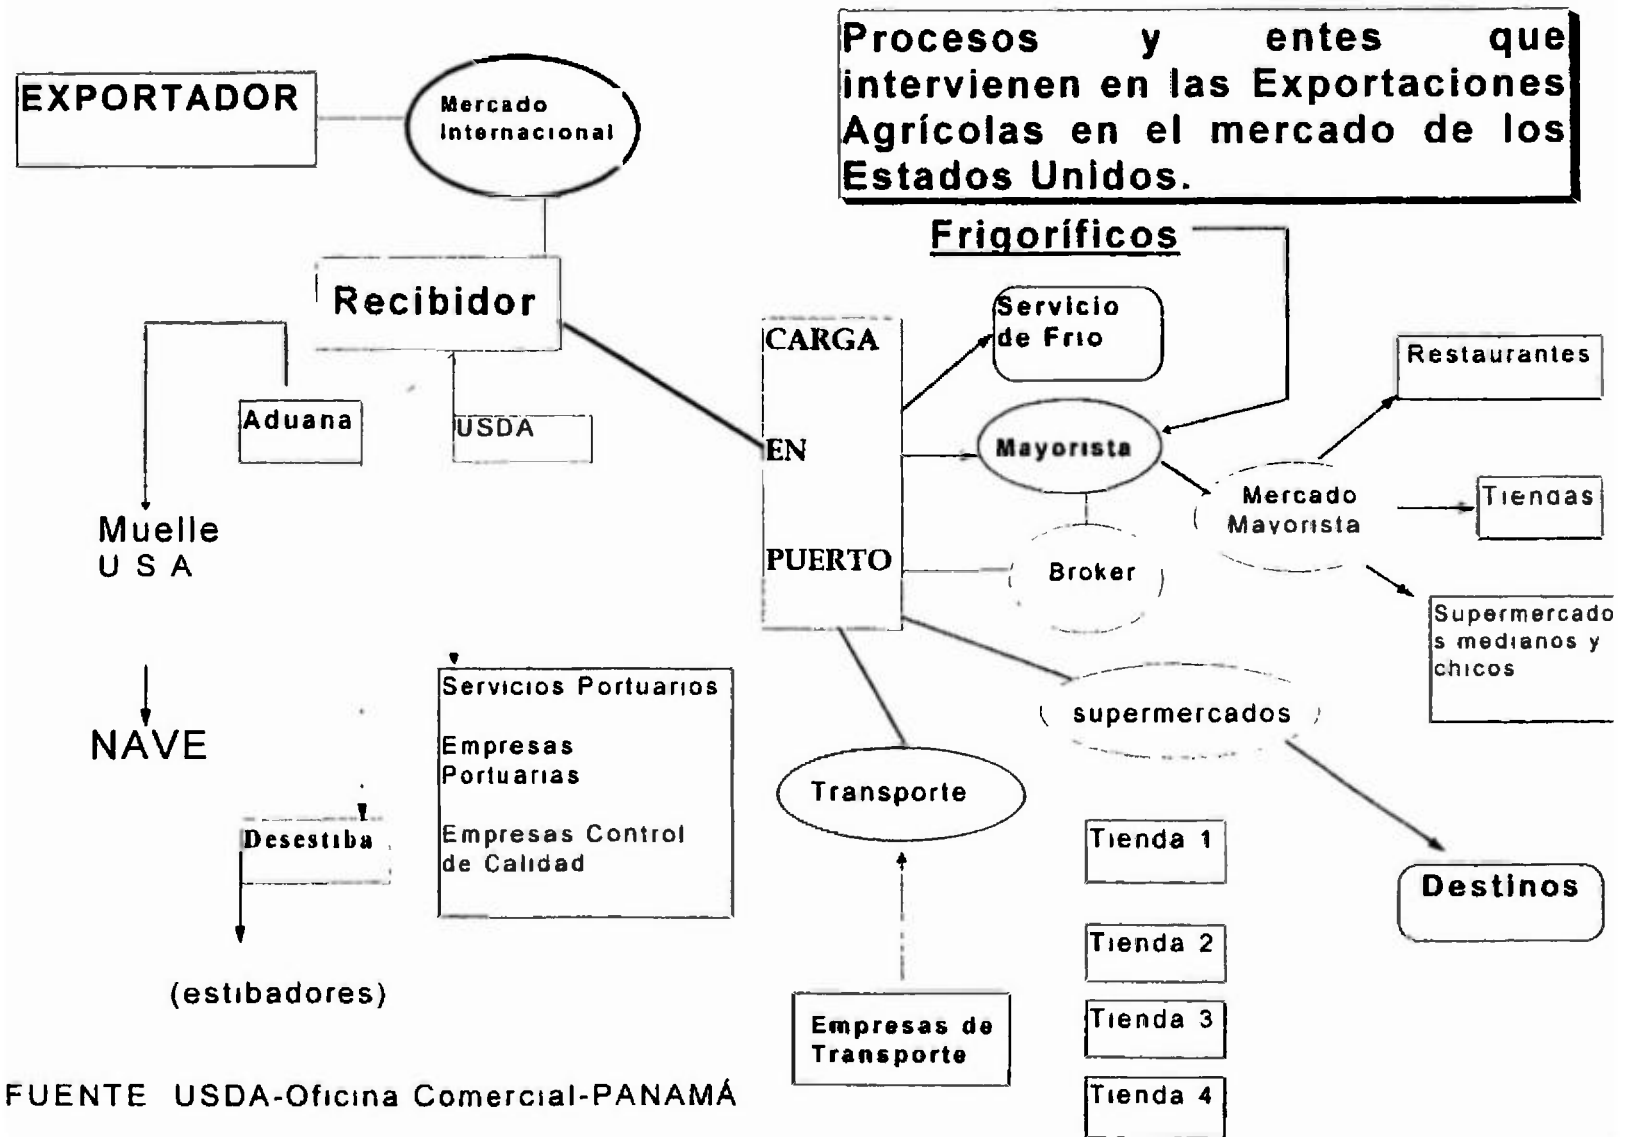 Procesos y entes que
intervienen en las Exportaciones
Agrícolas en el mercado de los
Estados Unidos.
EXPORTADOR
Mercado
Internacional
Frigoríficos
Recibidor
Servicio
de Frio
CARGA
EN
PUERTO
Restaurantes
Aduana
USDA
Mayorista
Mercado
Mayorista
Tiendas
Muelle
U S A
Broker
Supermercado
s medianos y
chicos
Servicios Portuarios
Empresas
Portuarias
Empresas Control
de Calidad
NAVE
supermercados
Transporte
Desestiba
Tienda 1
Destinos
Tienda 2
(estibadores)
Empresas de
Transporte
Tienda 3
Tienda 4
FUENTE USDA-Oficina Comercial-PANAMÁ